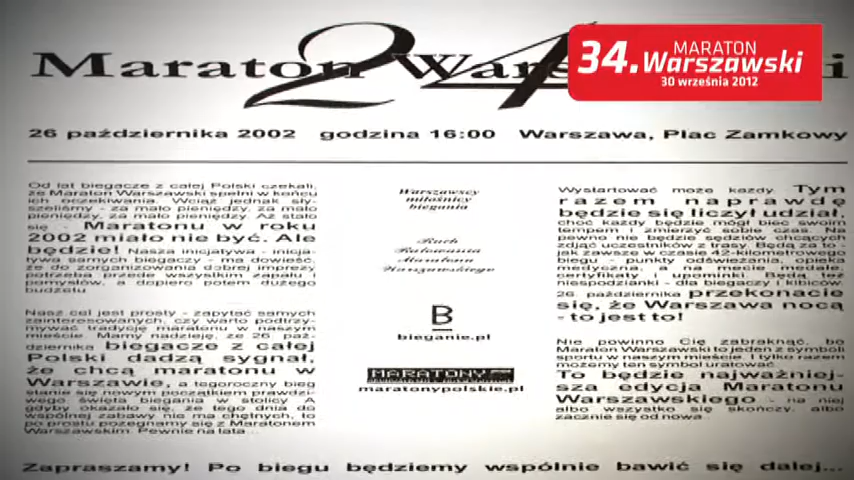 34. MARATON
Warszawski
30 września 2012
Maraton Warszawski
24
26 października 2002 godzina 16:00 Warszawa, Plac Zamkowy
Od lat biegacze z całej Polski czekali,
że Maraton Warszawski spełni w końcu
ich oczekiwania. Wciąż jednak sły-
szeliśmy - za mało pieniędzy, za mało
pieniędzy, za mało pieniędzy. Aż stało
się - Maratonu w roku
2002 miało nie być. Ale
będzie! Nasza inicjatywa - inicja-
tywa samych biegaczy - ma dowieść,
że do zorganizowania dobrej imprezy
potrzeba przede wszystkim zapału i
pomysłów, a dopiero potem dużego
budżetu
Nasz cel jest prosty - zapytać samych
zainteresowanych, czy warto podtrzy-
mywać tradycję maratonu w naszym
mieście. Mamy nadzieję, że 26 paź-
dziernika biegacze z całej
Polski dadzą sygnał,
że chcą maratonu w
Warszawie, a tegoroczny bieg
stanie się nowym początkiem prawdzi-
wego święta biegania w stolicy. A
gdyby okazało się, że tego dnia do
wspólnej zabawy nie ma chętnych, to
po prostu pożegnamy się z Maratonem
Warszawskim. Pewnie na lata...
Warszawscy
miłośnicy
biegania
Ruch
Ratowania
Maratonu
Warszawskiego
B
bieganie.pl
MARATONY
maratonypolskie.pl
Wystartować może każdy. Tym
razem naprawdę
będzie się liczył udział,
choć każdy będzie mógł biec swoim
tempem i zmierzyć sobie czas. Na
pewno nie będzie sędziów chcących
zdjąć uczestników z trasy. Będą za to -
jak zawsze w czasie 42-kilometrowego
biegu - punkty odświeżania, opieka
medyczna, a na mecie medale,
certyfikaty i upominki. Będą też
niespodzianki - dla biegaczy i kibiców.
26 października przekonacie
się, że Warszawa nocą
- to jest to!
Nie powinno Cię zabraknąć, bo
Maraton Warszawski to jeden z symboli
sportu w naszym mieście. I tylko razem
możemy ten symbol uratować.
To będzie najważniej-
sza edycja Maratonu
Warszawskiego - na niej
albo wszystko się skończy, albo
zacznie się od nowa...
Zapraszamy! Po biegu będziemy wspólnie bawić się dalej...